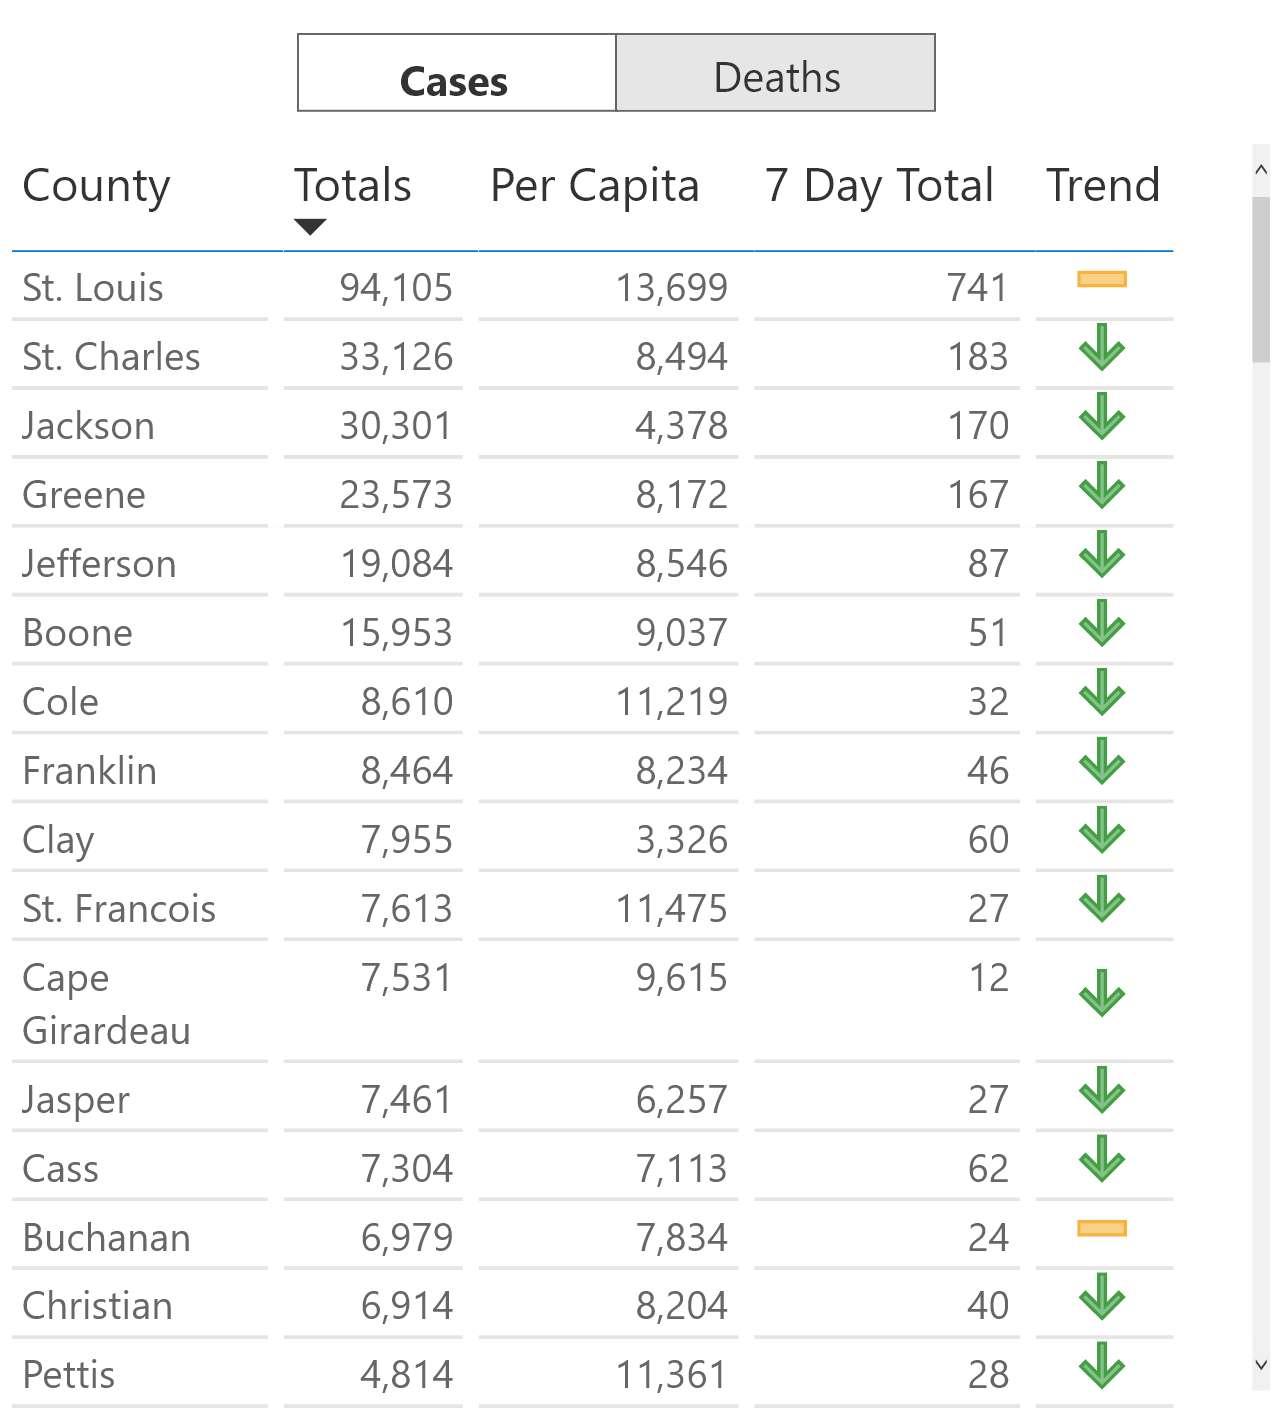 Cases Deaths
County Totals Per Capita 7 Day Total Trend
St. Louis 94,105 13,699 741
St. Charles 33,126 8,494 183
Jackson 30,301 4,378 170
Greene 23,573 8,172 167
Jefferson 19,084 8,546 87
Boone 15,953 9,037 51
Cole 8,610 11,219 32
Franklin 8,464 8,234 46
Clay 7,955 3,326 60
St. Francois 7,613 11,475 27
Cape 7,531 9,615 12
Girardeau
Jasper 7,461 6,257 27
Cass 7,304 7,113 62
Buchanan 6,979 7,834 24
Christian 6,914 8,204 40
Pettis 4,814 11,361 28